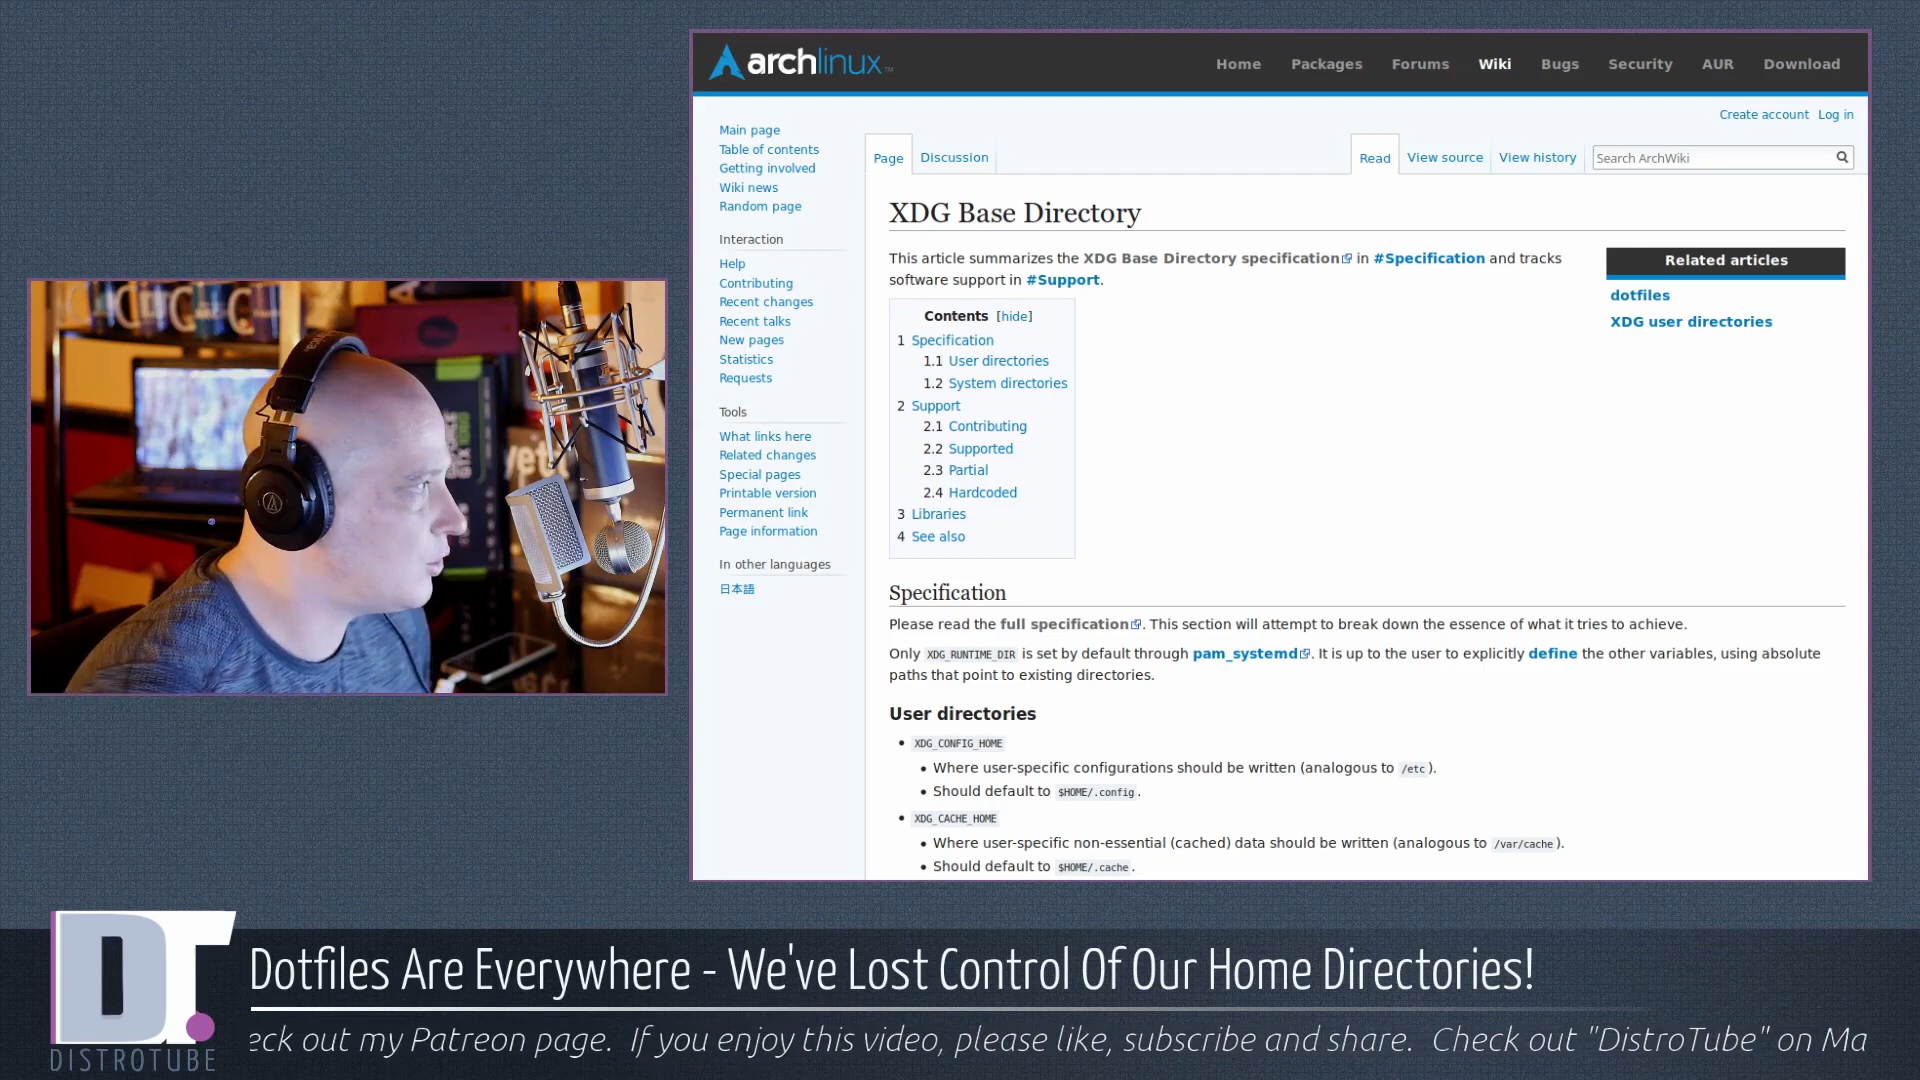 archlinux™
Home Packages Forums Wiki Bugs Security AUR Download
Create account Log in
Main page
Table of contents
Getting involved
Wiki news
Random page
Interaction
Help
Contributing
Recent changes
Recent talks
New pages
Statistics
Requests
Tools
What links here
Related changes
Special pages
Printable version
Permanent link
Page information
In other languages
日本語
Page Discussion Read View source View history Search ArchWiki
XDG Base Directory
This article summarizes the XDG Base Directory specification in #Specification and tracks
software support in #Support.
Related articles
dotfiles
XDG user directories
Contents [hide]
1 Specification
1.1 User directories
1.2 System directories
2 Support
2.1 Contributing
2.2 Supported
2.3 Partial
2.4 Hardcoded
3 Libraries
4 See also
Specification
Please read the full specification. This section will attempt to break down the essence of what it tries to achieve.
Only XDG_RUNTIME_DIR is set by default through pam_systemd. It is up to the user to explicitly define the other variables, using absolute
paths that point to existing directories.
User directories
• XDG_CONFIG_HOME
• Where user-specific configurations should be written (analogous to /etc).
• Should default to $HOME/.config.
• XDG_CACHE_HOME
• Where user-specific non-essential (cached) data should be written (analogous to /var/cache).
• Should default to $HOME/.cache.
DT
DISTROTUBE
Dotfiles Are Everywhere - We've Lost Control Of Our Home Directories!
eck out my Patreon page. If you enjoy this video, please like, subscribe and share. Check out "DistroTube" on Ma